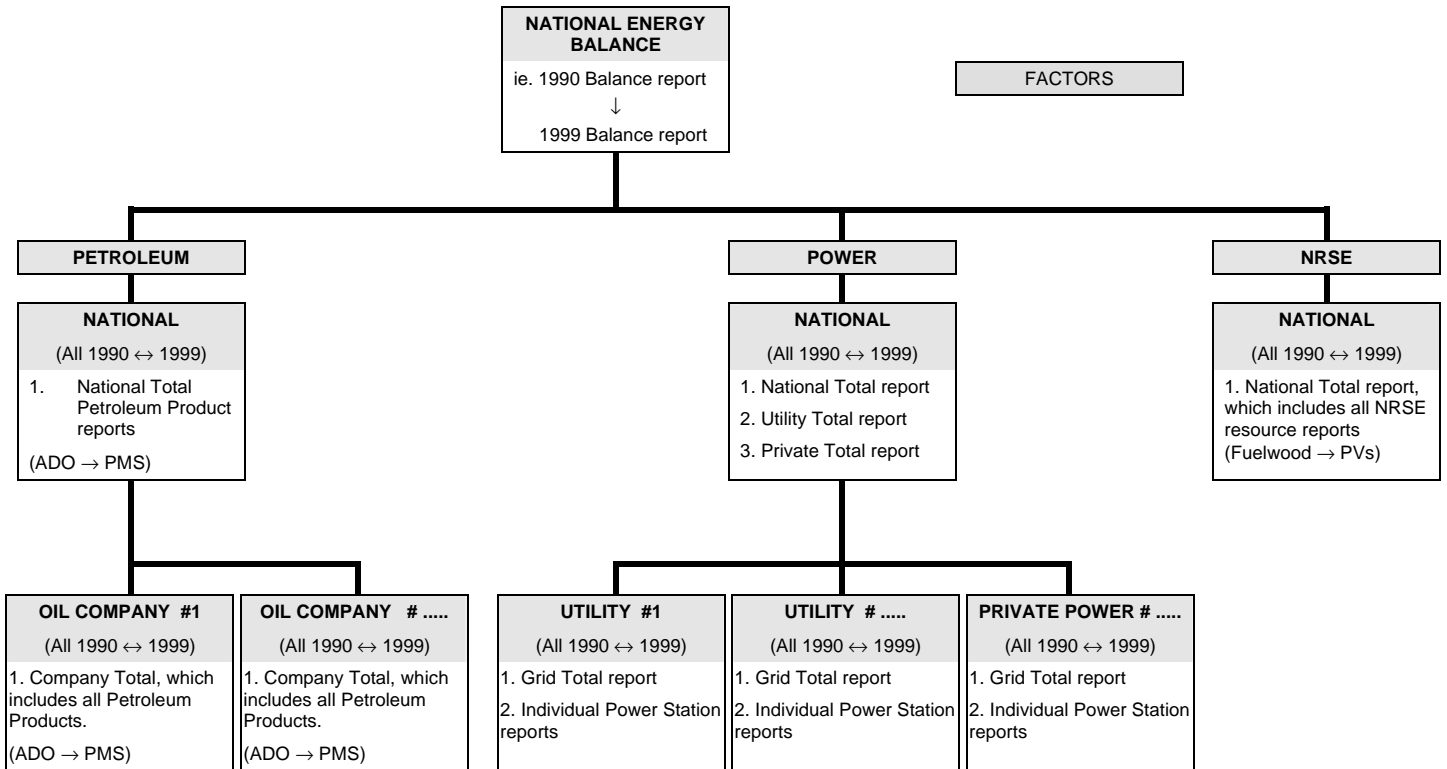 NATIONAL ENERGY
BALANCE
ie. 1990 Balance report
↓
1999 Balance report
FACTORS
PETROLEUM
POWER
NRSE
NATIONAL
(All 1990 ↔ 1999)
1. National Total
Petroleum Product
reports
(ADO → PMS)
NATIONAL
(All 1990 ↔ 1999)
1. National Total report
2. Utility Total report
3. Private Total report
NATIONAL
(All 1990 ↔ 1999)
1. National Total report,
which includes all NRSE
resource reports
(Fuelwood → PVs)
OIL COMPANY #1
(All 1990 ↔ 1999)
1. Company Total, which
includes all Petroleum
Products.
(ADO → PMS)
OIL COMPANY # .....
(All 1990 ↔ 1999)
1. Company Total, which
includes all Petroleum
Products.
(ADO → PMS)
UTILITY #1
(All 1990 ↔ 1999)
1. Grid Total report
2. Individual Power Station
reports
UTILITY # .....
(All 1990 ↔ 1999)
1. Grid Total report
2. Individual Power Station
reports
PRIVATE POWER # .....
(All 1990 ↔ 1999)
1. Grid Total report
2. Individual Power Station
reports